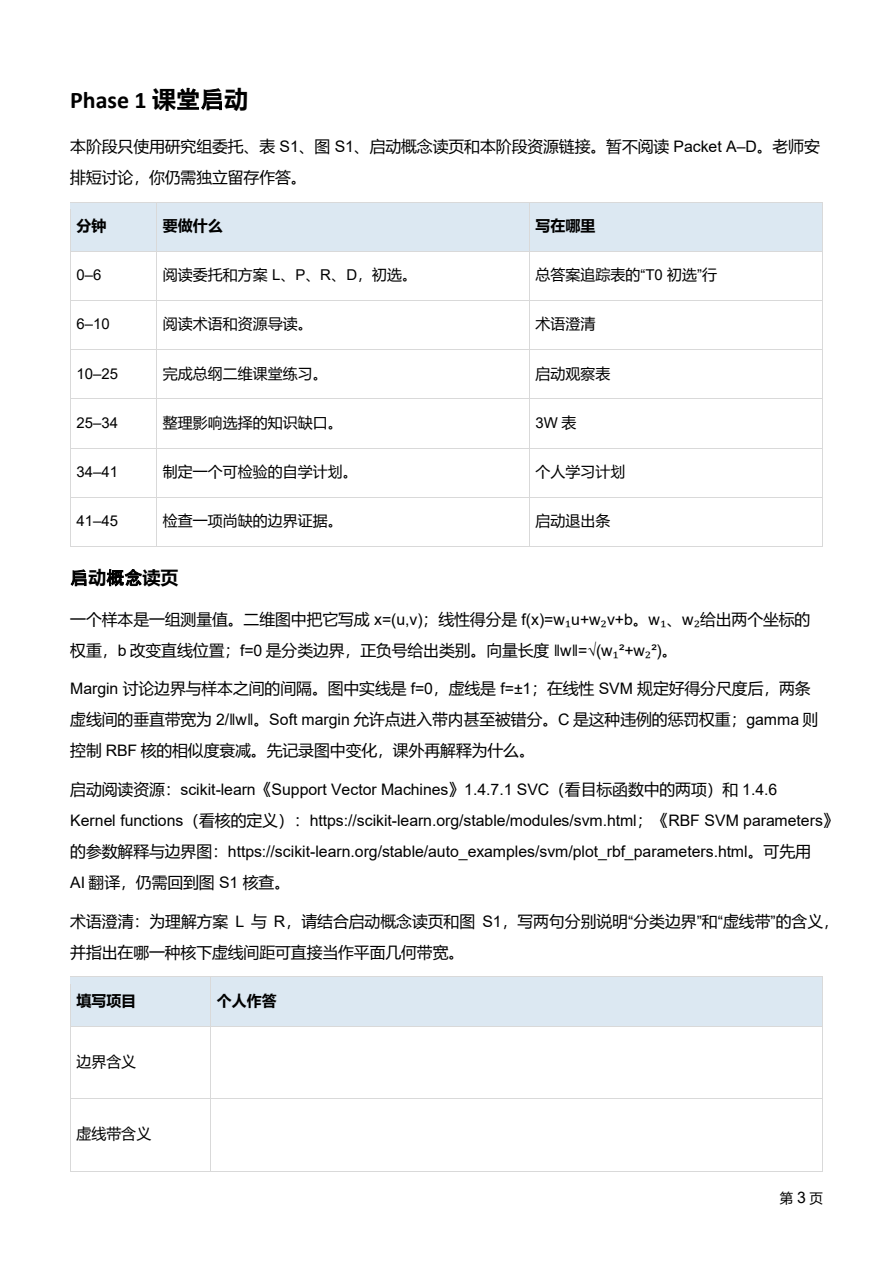 Phase 1 课堂启动
本阶段只使用研究组委托、表 S1、图 S1、启动概念读页和本阶段资源链接。暂不阅读 Packet A–D。老师安
排短讨论，你仍需独立留存作答。
分钟 要做什么 写在哪里
0–6 阅读委托和方案 L、P、R、D，初选。 总答案追踪表的“T0 初选”行
6–10 阅读术语和资源导读。 术语澄清
10–25 完成总纲二维课堂练习。 启动观察表
25–34 整理影响选择的知识缺口。 3W 表
34–41 制定一个可检验的自学计划。 个人学习计划
41–45 检查一项尚缺的边界证据。 启动退出条
启动概念读页
一个样本是一组测量值。二维图中把它写成 x=(u,v)；线性得分是 f(x)=w₁u+w₂v+b。w₁、w₂给出两个坐标的
权重，b 改变直线位置；f=0 是分类边界，正负号给出类别。向量长度 ‖w‖=√(w₁²+w₂²)。
Margin 讨论边界与样本之间的间隔。图中实线是 f=0，虚线是 f=±1；在线性 SVM 规定好得分尺度后，两条
虚线间的垂直带宽为 2/‖w‖。Soft margin 允许点进入带内甚至被错分。C 是这种违例的惩罚权重；gamma 则
控制 RBF 核的相似度衰减。先记录图中变化，课外再解释为什么。
启动阅读资源：scikit-learn《Support Vector Machines》1.4.7.1 SVC（看目标函数中的两项）和 1.4.6
Kernel functions（看核的定义）：https://scikit-learn.org/stable/modules/svm.html；《RBF SVM parameters》
的参数解释与边界图：https://scikit-learn.org/stable/auto_examples/svm/plot_rbf_parameters.html。可先用
AI 翻译，仍需回到图 S1 核查。
术语澄清：为理解方案 L 与 R，请结合启动概念读页和图 S1，写两句分别说明“分类边界”和“虚线带”的含义，
并指出在哪一种核下虚线间距可直接当作平面几何带宽。
填写项目 个人作答
边界含义
虚线带含义
第 3 页